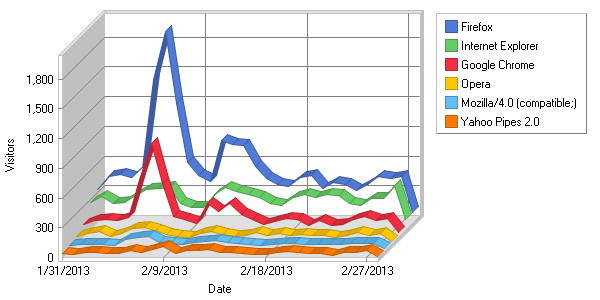 Firefox
Internet Explorer
Google Chrome
Opera
Mozilla/4.0 (compatible;)
Yahoo Pipes 2.0
Visitors
1,800
1,500
1,200
900
600
300
0
1/31/2013 2/9/2013 2/18/2013 2/27/2013
Date